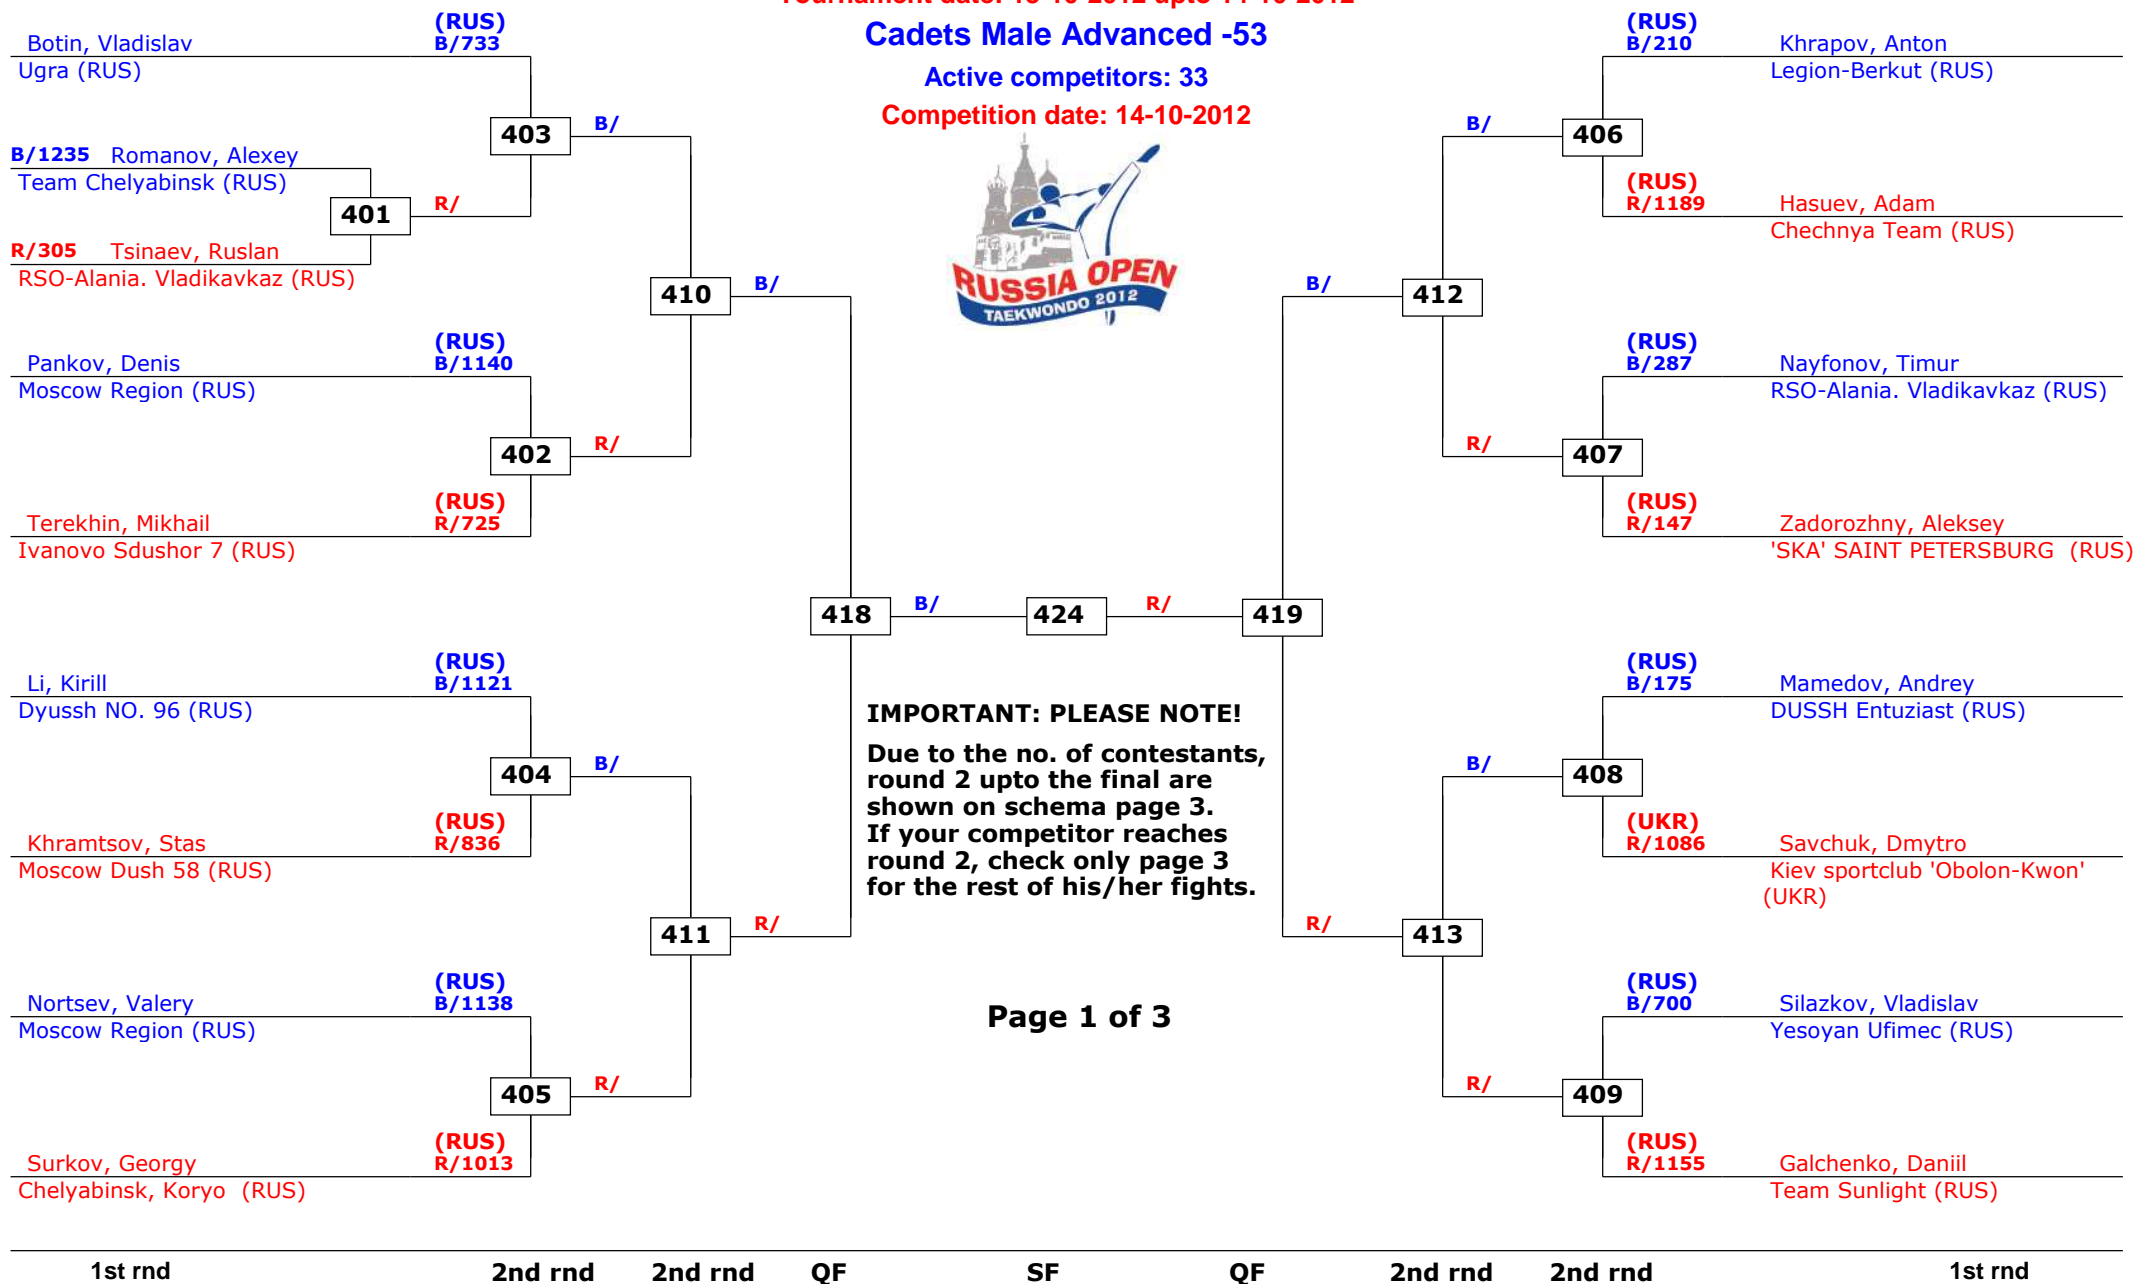 Tournament date: 13-10-2012 upto 14-10-2012
Cadets Male Advanced -53
Active competitors: 33
Competition date: 14-10-2012
RUSSIA OPEN
TAEKWONDO 2012
(RUS)
Botin, Vladislav B/733
Ugra (RUS)
403
B/
B/1235 Romanov, Alexey
Team Chelyabinsk (RUS)
401
R/
R/305 Tsinaev, Ruslan
RSO-Alania. Vladikavkaz (RUS)
410
B/
(RUS)
Pankov, Denis B/1140
Moscow Region (RUS)
402
R/
(RUS)
Terekhin, Mikhail R/725
Ivanovo Sdushor 7 (RUS)
418
B/
424
R/
419
(RUS)
Li, Kirill B/1121
Dyussh NO. 96 (RUS)
404
B/
(RUS)
Khramtsov, Stas R/836
Moscow Dush 58 (RUS)
411
R/
(RUS)
Nortsev, Valery B/1138
Moscow Region (RUS)
405
R/
(RUS)
Surkov, Georgy R/1013
Chelyabinsk, Koryo (RUS)
IMPORTANT: PLEASE NOTE!
Due to the no. of contestants,
round 2 upto the final are
shown on schema page 3.
If your competitor reaches
round 2, check only page 3
for the rest of his/her fights.
Page 1 of 3
(RUS)
B/210 Khrapov, Anton
Legion-Berkut (RUS)
B/
406
(RUS)
R/1189 Hasuev, Adam
Chechnya Team (RUS)
B/
412
(RUS)
B/287 Nayfonov, Timur
RSO-Alania. Vladikavkaz (RUS)
R/
407
(RUS)
R/147 Zadorozhny, Aleksey
'SKA' SAINT PETERSBURG (RUS)
(RUS)
B/175 Mamedov, Andrey
DUSSH Entuziast (RUS)
B/
408
(UKR)
R/1086 Savchuk, Dmytro
Kiev sportclub 'Obolon-Kwon'
(UKR)
R/
413
(RUS)
B/700 Silazkov, Vladislav
Yesoyan Ufimec (RUS)
R/
409
(RUS)
R/1155 Galchenko, Daniil
Team Sunlight (RUS)
1st rnd 2nd rnd 2nd rnd QF SF QF 2nd rnd 2nd rnd 1st rnd